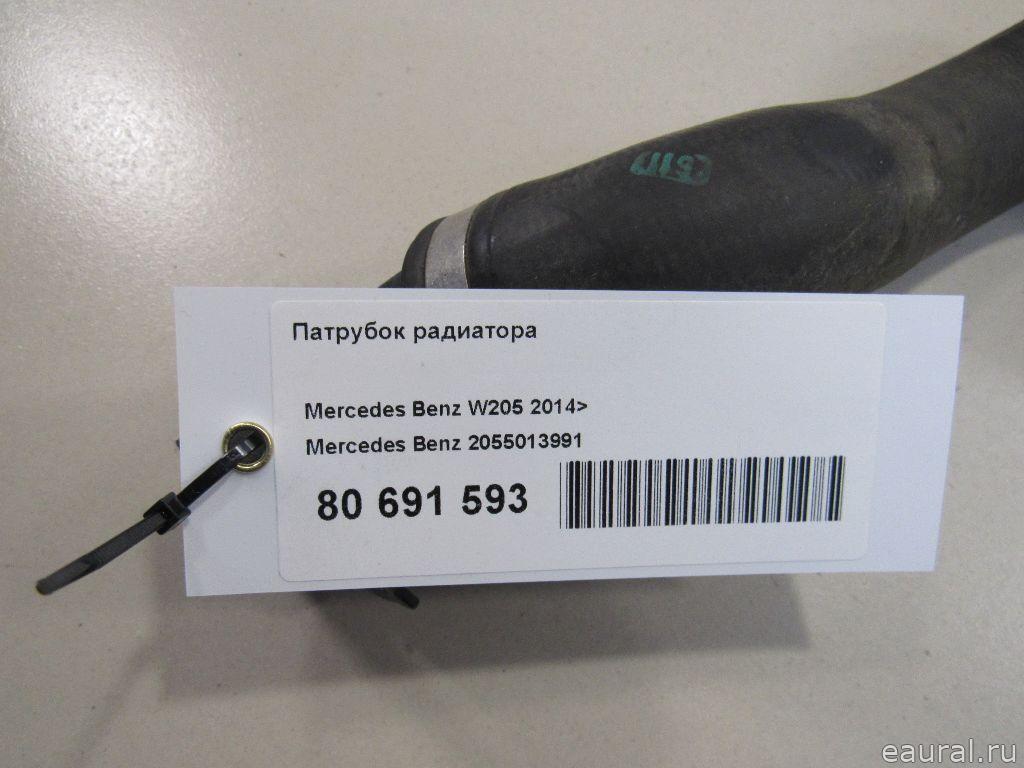 Патрубок радиатора
Mercedes Benz W205 2014>
Mercedes Benz 2055013991
80 691 593
eaural.ru